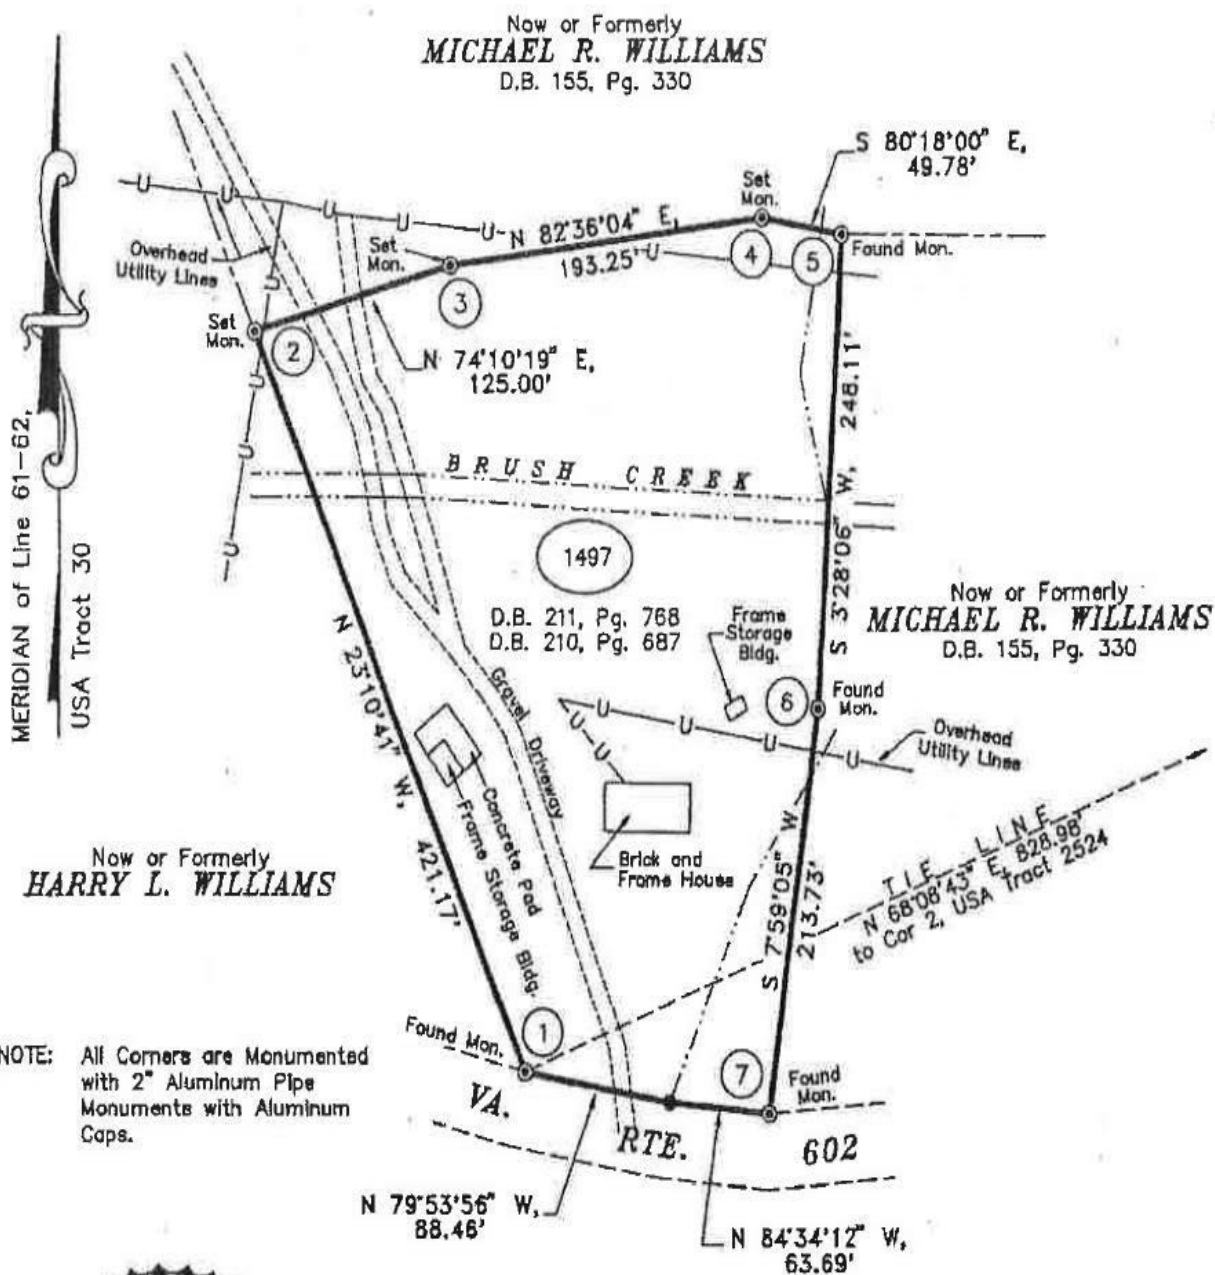 Now or Formerly
MICHAEL R. WILLIAMS
D.B. 155, Pg. 330
S 80°18'00" E,
49.78'
Set
Mon.
U U U U U
N 82°36'04" E,
193.25'
U
Set
Mon.
4
5
Found Mon.
Overhead
Utility Lines
3
U
Set
Mon.
2
N 74°10'19" E,
125.00'
U
U
U
MERIDIAN of Line 61-62,
USA Tract 30
S 3°28'06" W, 248.11'
BRUSH CREEK
1497
D.B. 211, Pg. 768
D.B. 210, Pg. 687
Frame
Storage
Bldg.
Now or Formerly
MICHAEL R. WILLIAMS
D.B. 155, Pg. 330
N 23°10'41" W, 421.17'
Gravel Driveway
6
Found
Mon.
U U U U
U
U
Overhead
Utility Lines
Concrete Pad
Frame Storage Bldg.
Brick and
Frame House
Now or Formerly
HARRY L. WILLIAMS
S 7°59'05" W
213.73'
TIE LINE
N 68°08'43" E, 828.98'
to Cor 2, USA Tract 2524
Found Mon.
1
7
Found
Mon.
NOTE: All Corners are Monumented
with 2" Aluminum Pipe
Monuments with Aluminum
Caps.
VA. RTE. 602
N 79°53'56" W,
88.46'
N 84°34'12" W,
63.69'